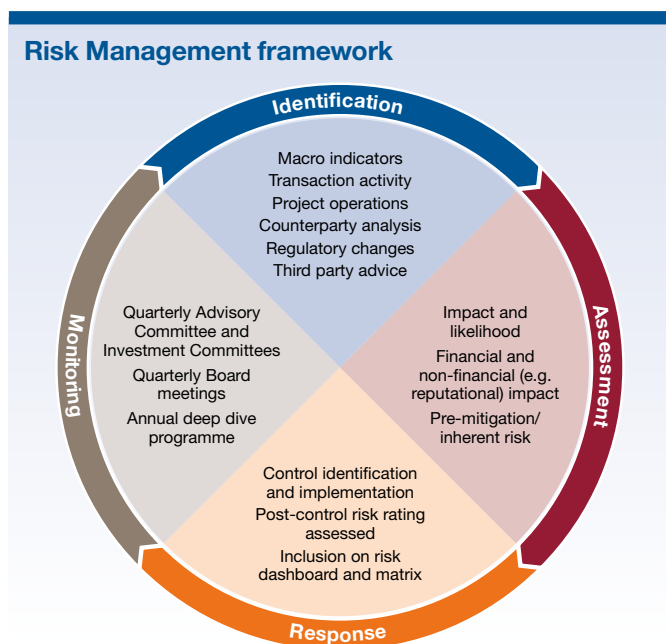 Risk Management framework
Identification
Macro indicators
Transaction activity
Project operations
Counterparty analysis
Regulatory changes
Third party advice
Assessment
Impact and
likelihood
Financial and
non-financial (e.g.
reputational) impact
Pre-mitigation/
inherent risk
Response
Control identification
and implementation
Post-control risk rating
assessed
Inclusion on risk
dashboard and matrix
Monitoring
Quarterly Advisory
Committee and
Investment Committees
Quarterly Board
meetings
Annual deep dive
programme